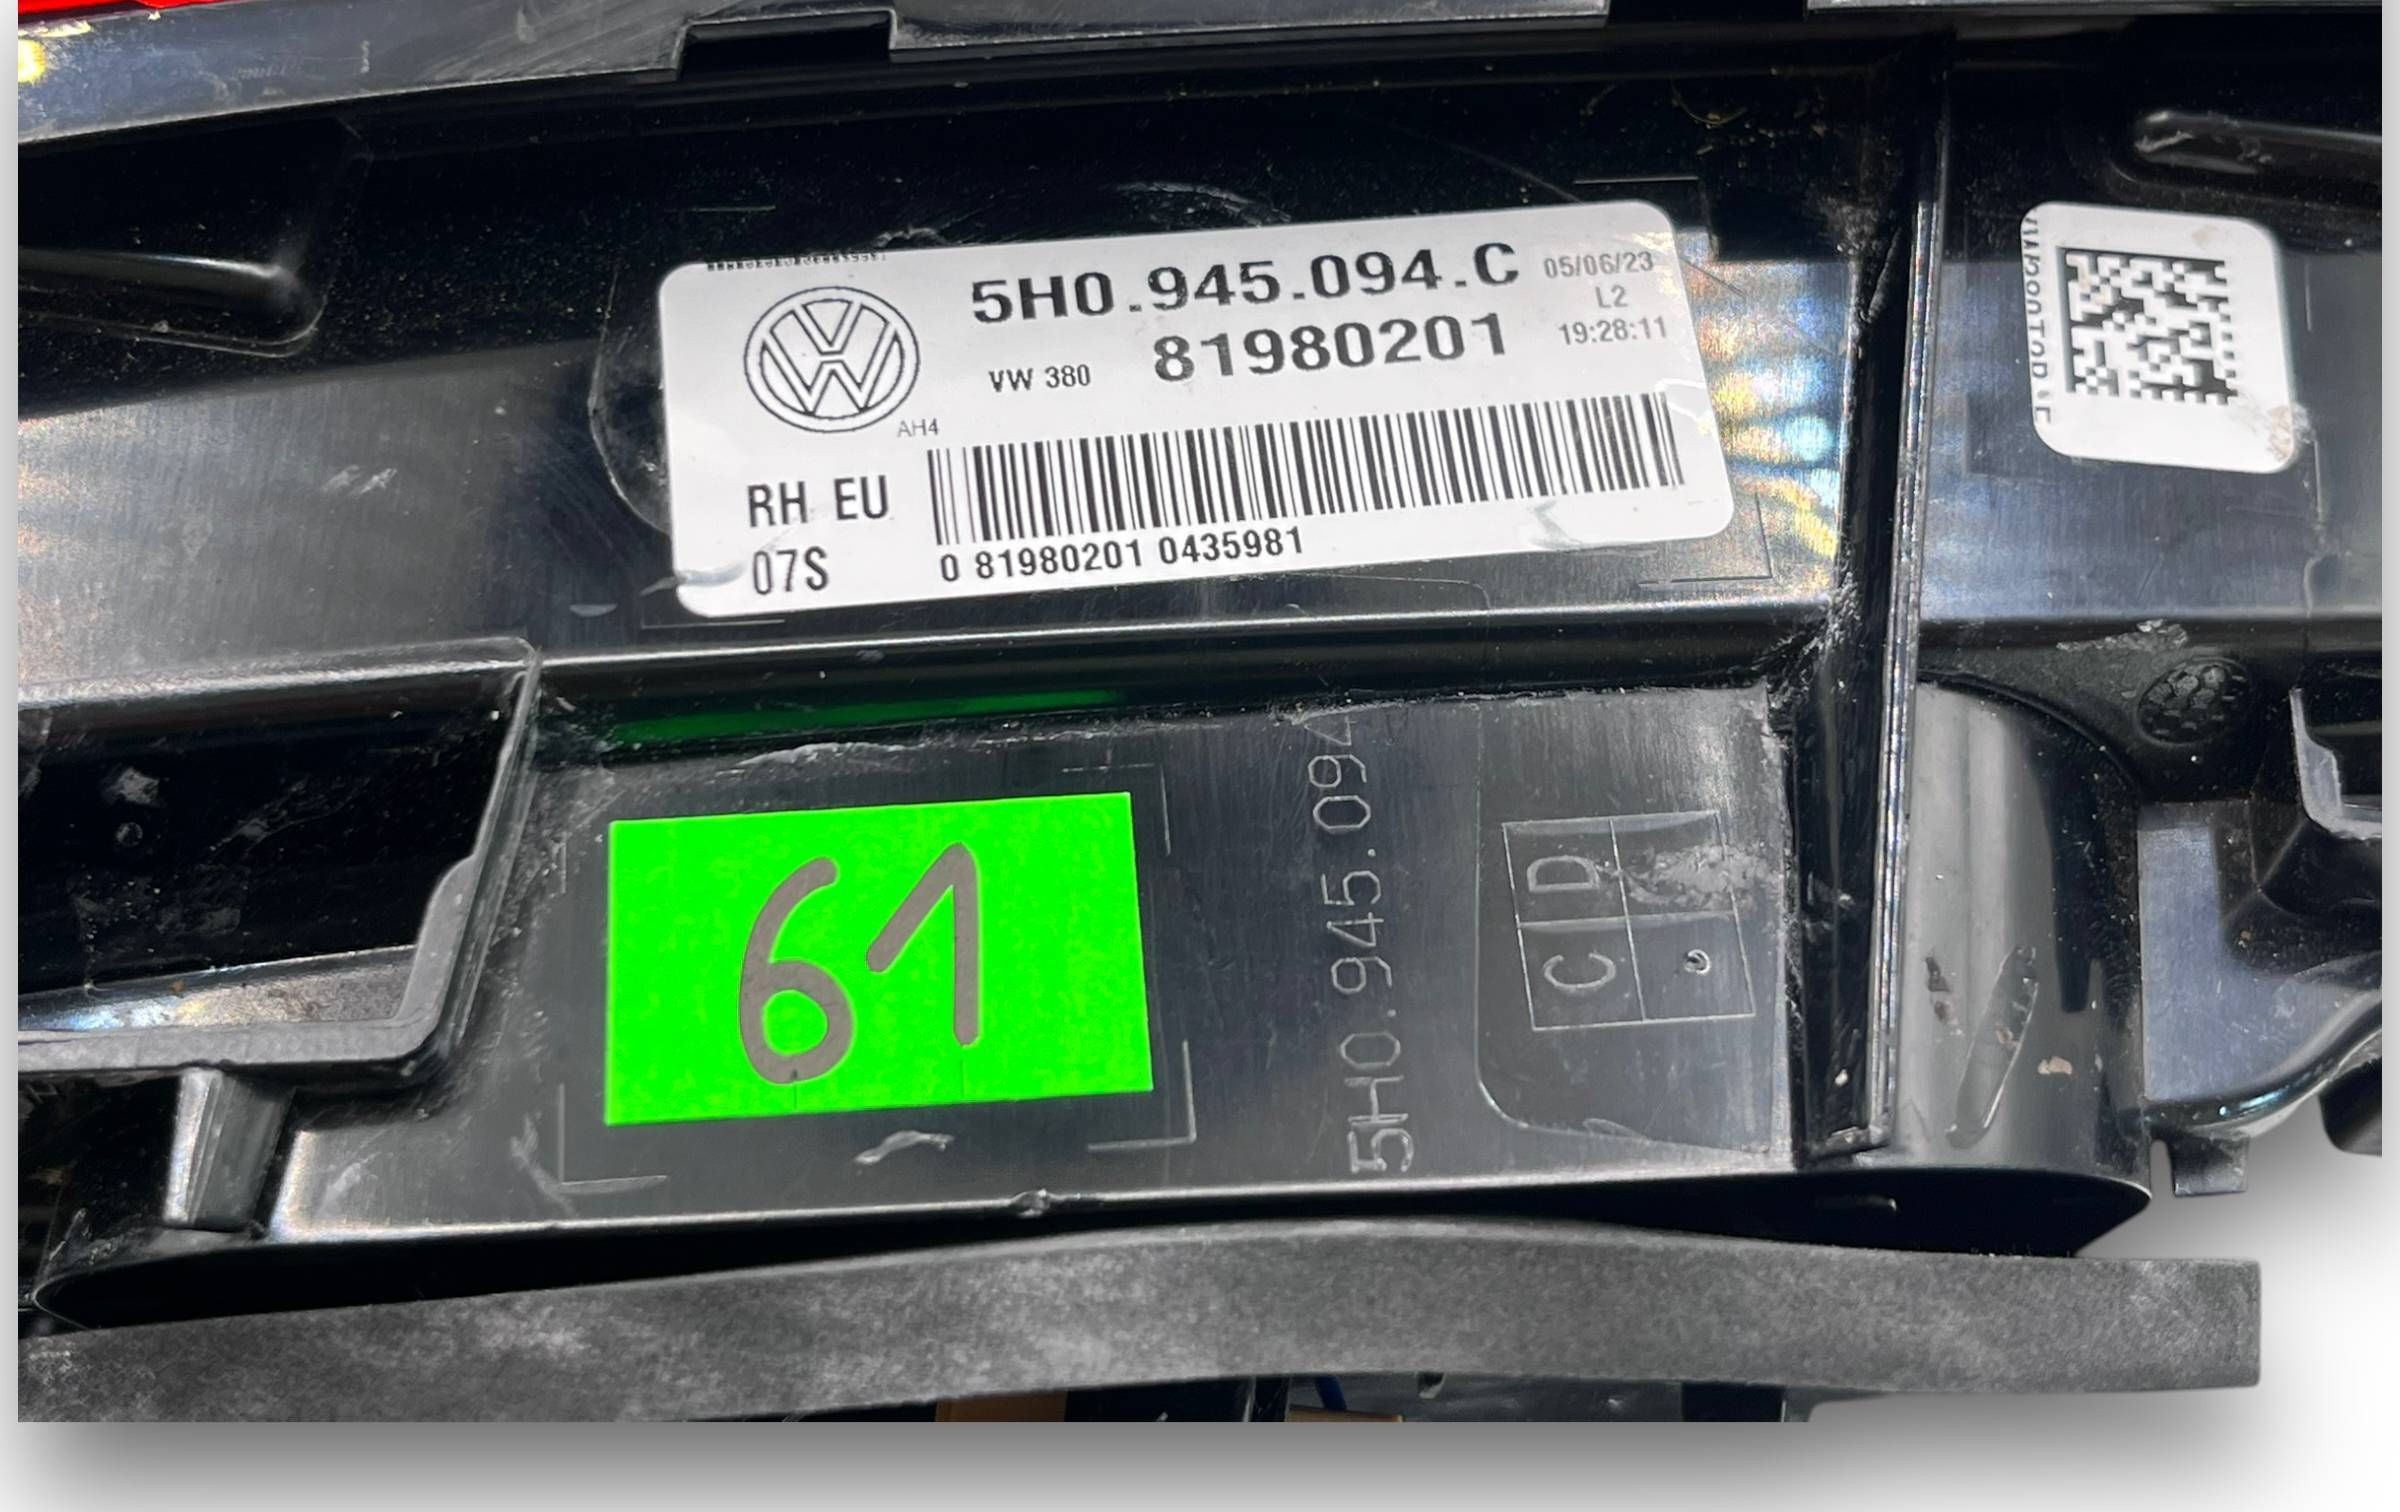 5H0.945.094.C
05/06/23
L2
81980201
19:28:11
VW 380
AH4
RH EU
07S
0 81980201 0435981
61
5H0.945.094
D
C